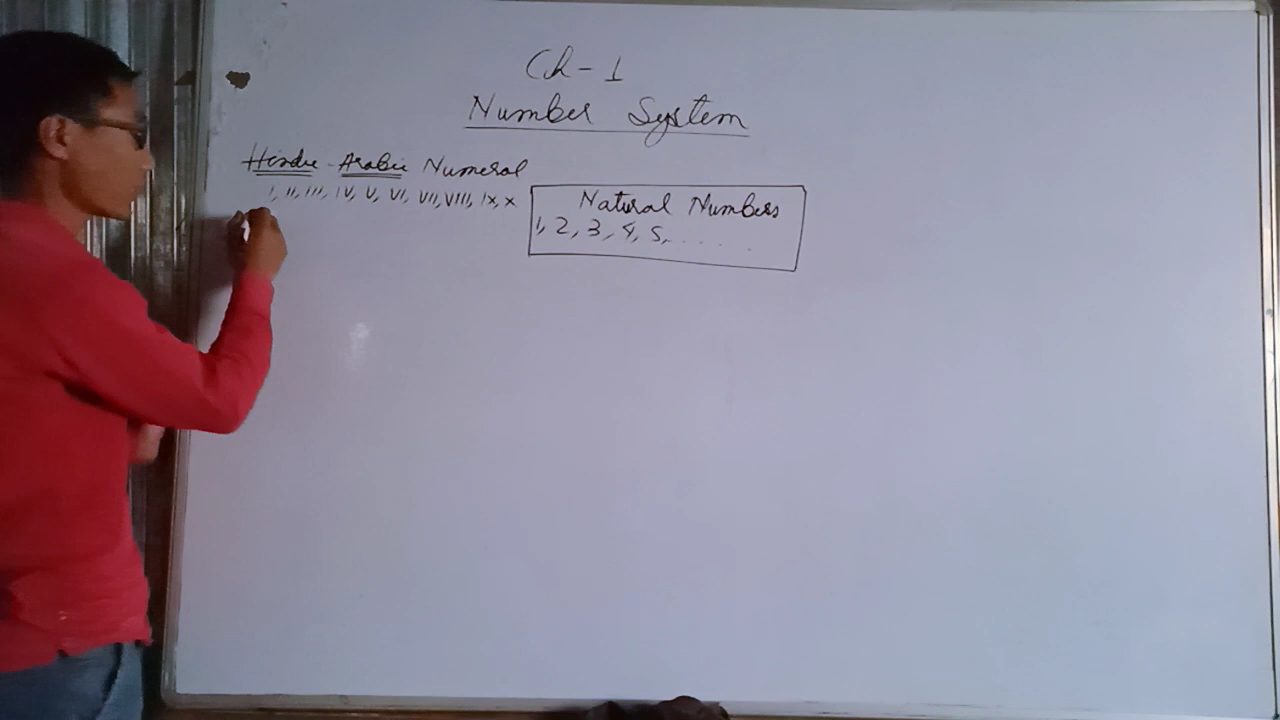 Ch-1
Number System
Hindu-Arabic Numeral
I, II, III, IV, V, VI, VII, VIII, IX, X
Natural Numbers
1, 2, 3, 4, 5, . . . . .